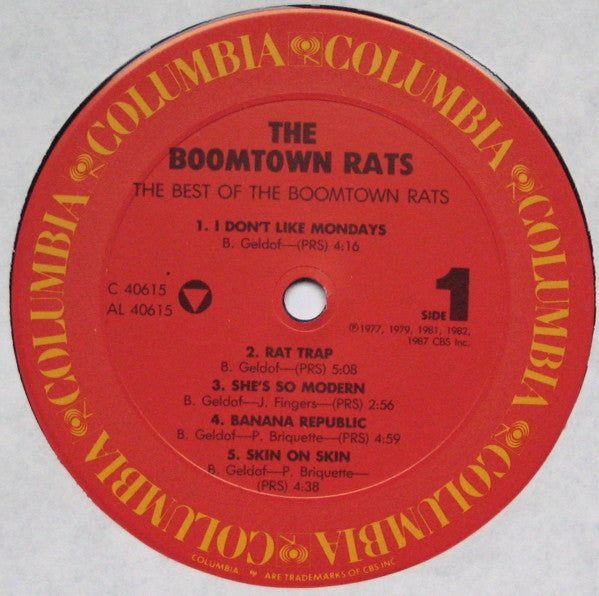 COLUMBIA COLUMBIA COLUMBIA COLUMBIA COLUMBIA COLUMBIA COLUMBIA COLUMBIA
THE
BOOMTOWN RATS
THE BEST OF THE BOOMTOWN RATS
1. I DON'T LIKE MONDAYS
B. Geldof—(PRS) 4:16
C 40615
AL 40615
SIDE 1
℗1977, 1979, 1981, 1982,
1987 CBS Inc.
2. RAT TRAP
B. Geldof—(PRS) 5:08
3. SHE'S SO MODERN
B. Geldof—J. Fingers—(PRS) 2:56
4. BANANA REPUBLIC
B. Geldof—P. Briquette—(PRS) 4:59
5. SKIN ON SKIN
B. Geldof—P. Briquette—
(PRS) 4:38
COLUMBIA ARE TRADEMARKS OF CBS INC